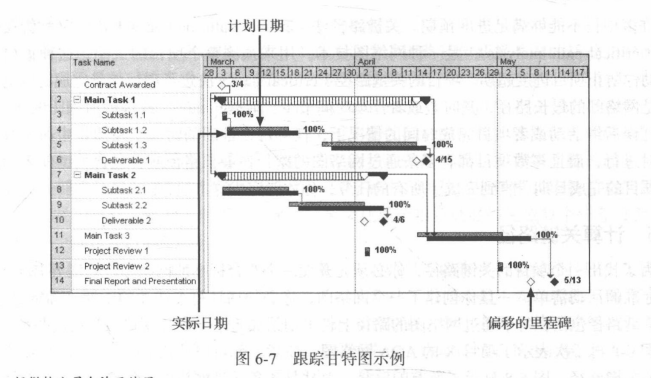 计划日期
Task Name March April May
28 3 6 9 12 15 18 21 24 27 30 2 5 8 11 14 17 20 23 26 29 2 5 8 11 14 17
1 Contract Awarded 3/4
2 Main Task 1 100%
3 Subtask 1.1 100%
4 Subtask 1.2 100%
5 Subtask 1.3 100%
6 Deliverable 1 4/15
7 Main Task 2 100%
8 Subtask 2.1 100%
9 Subtask 2.2 100%
10 Deliverable 2 4/6
11 Main Task 3 100%
12 Project Review 1 100%
13 Project Review 2 100%
14 Final Report and Presentation 5/13
实际日期 偏移的里程碑
图 6-7 跟踪甘特图示例